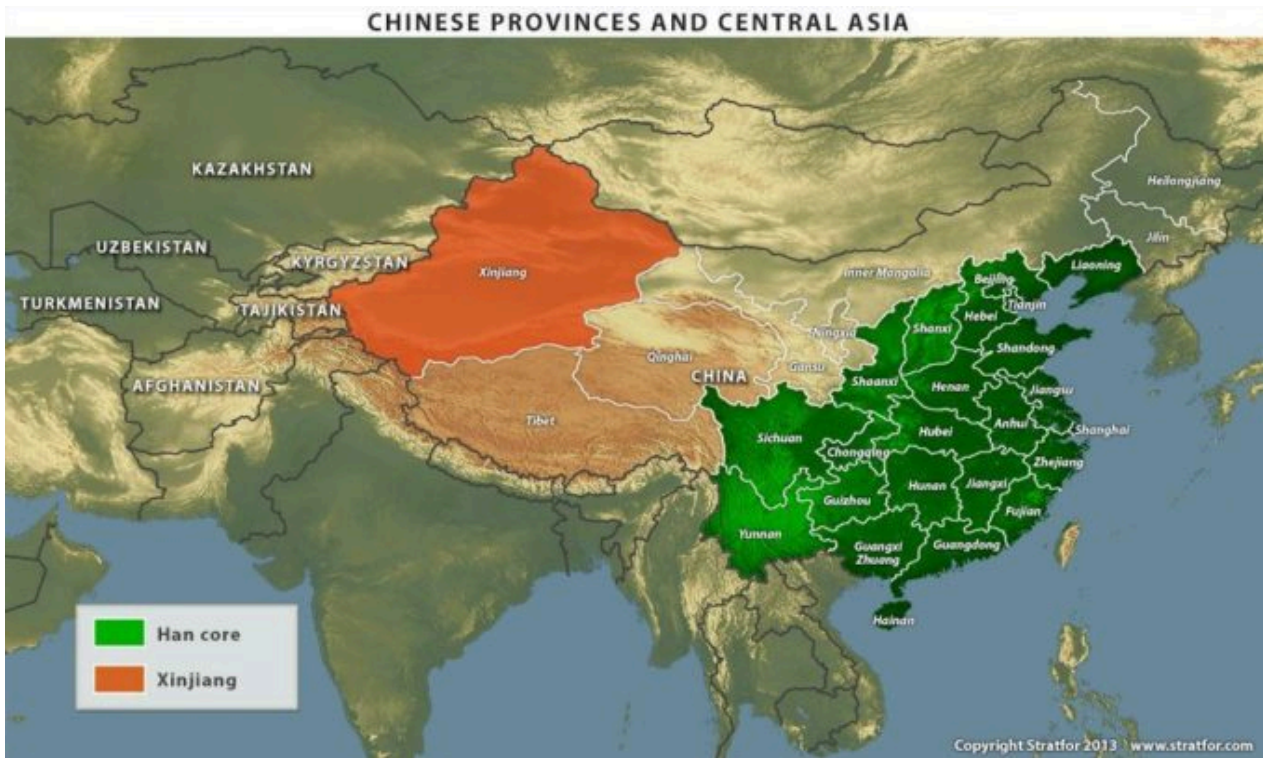 CHINESE PROVINCES AND CENTRAL ASIA
KAZAKHSTAN
Heilongjiang
UZBEKISTAN
Jilin
KYRGYZSTAN
Xinjiang
Inner Mongolia
Beijing
Liaoning
TURKMENISTAN
TAJIKISTAN
Tianjin
Hebei
Ningxia
Shanxi
Shandong
Qinghai
Gansu
CHINA
AFGHANISTAN
Shaanxi
Henan
Jiangsu
Tibet
Sichuan
Hubei
Anhui
Shanghai
Chongqing
Zhejiang
Guizhou
Hunan
Jiangxi
Fujian
Yunnan
Guangxi
Zhuang
Guangdong
Hainan
Han core
Xinjiang
Copyright Stratfor 2013 www.stratfor.com